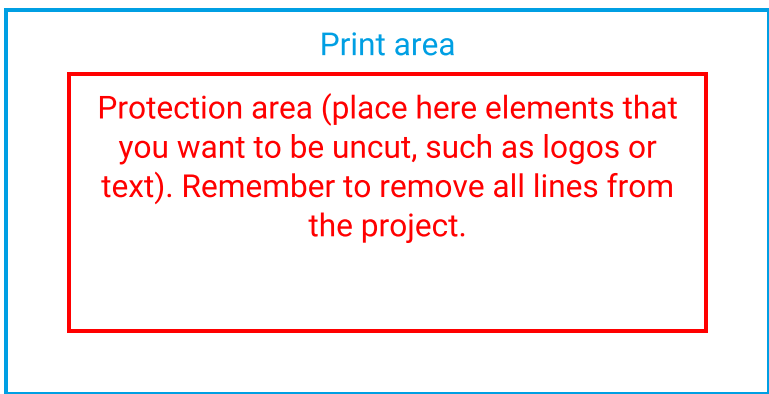 Print area
Protection area (place here elements that
you want to be uncut, such as logos or
text). Remember to remove all lines from
the project.